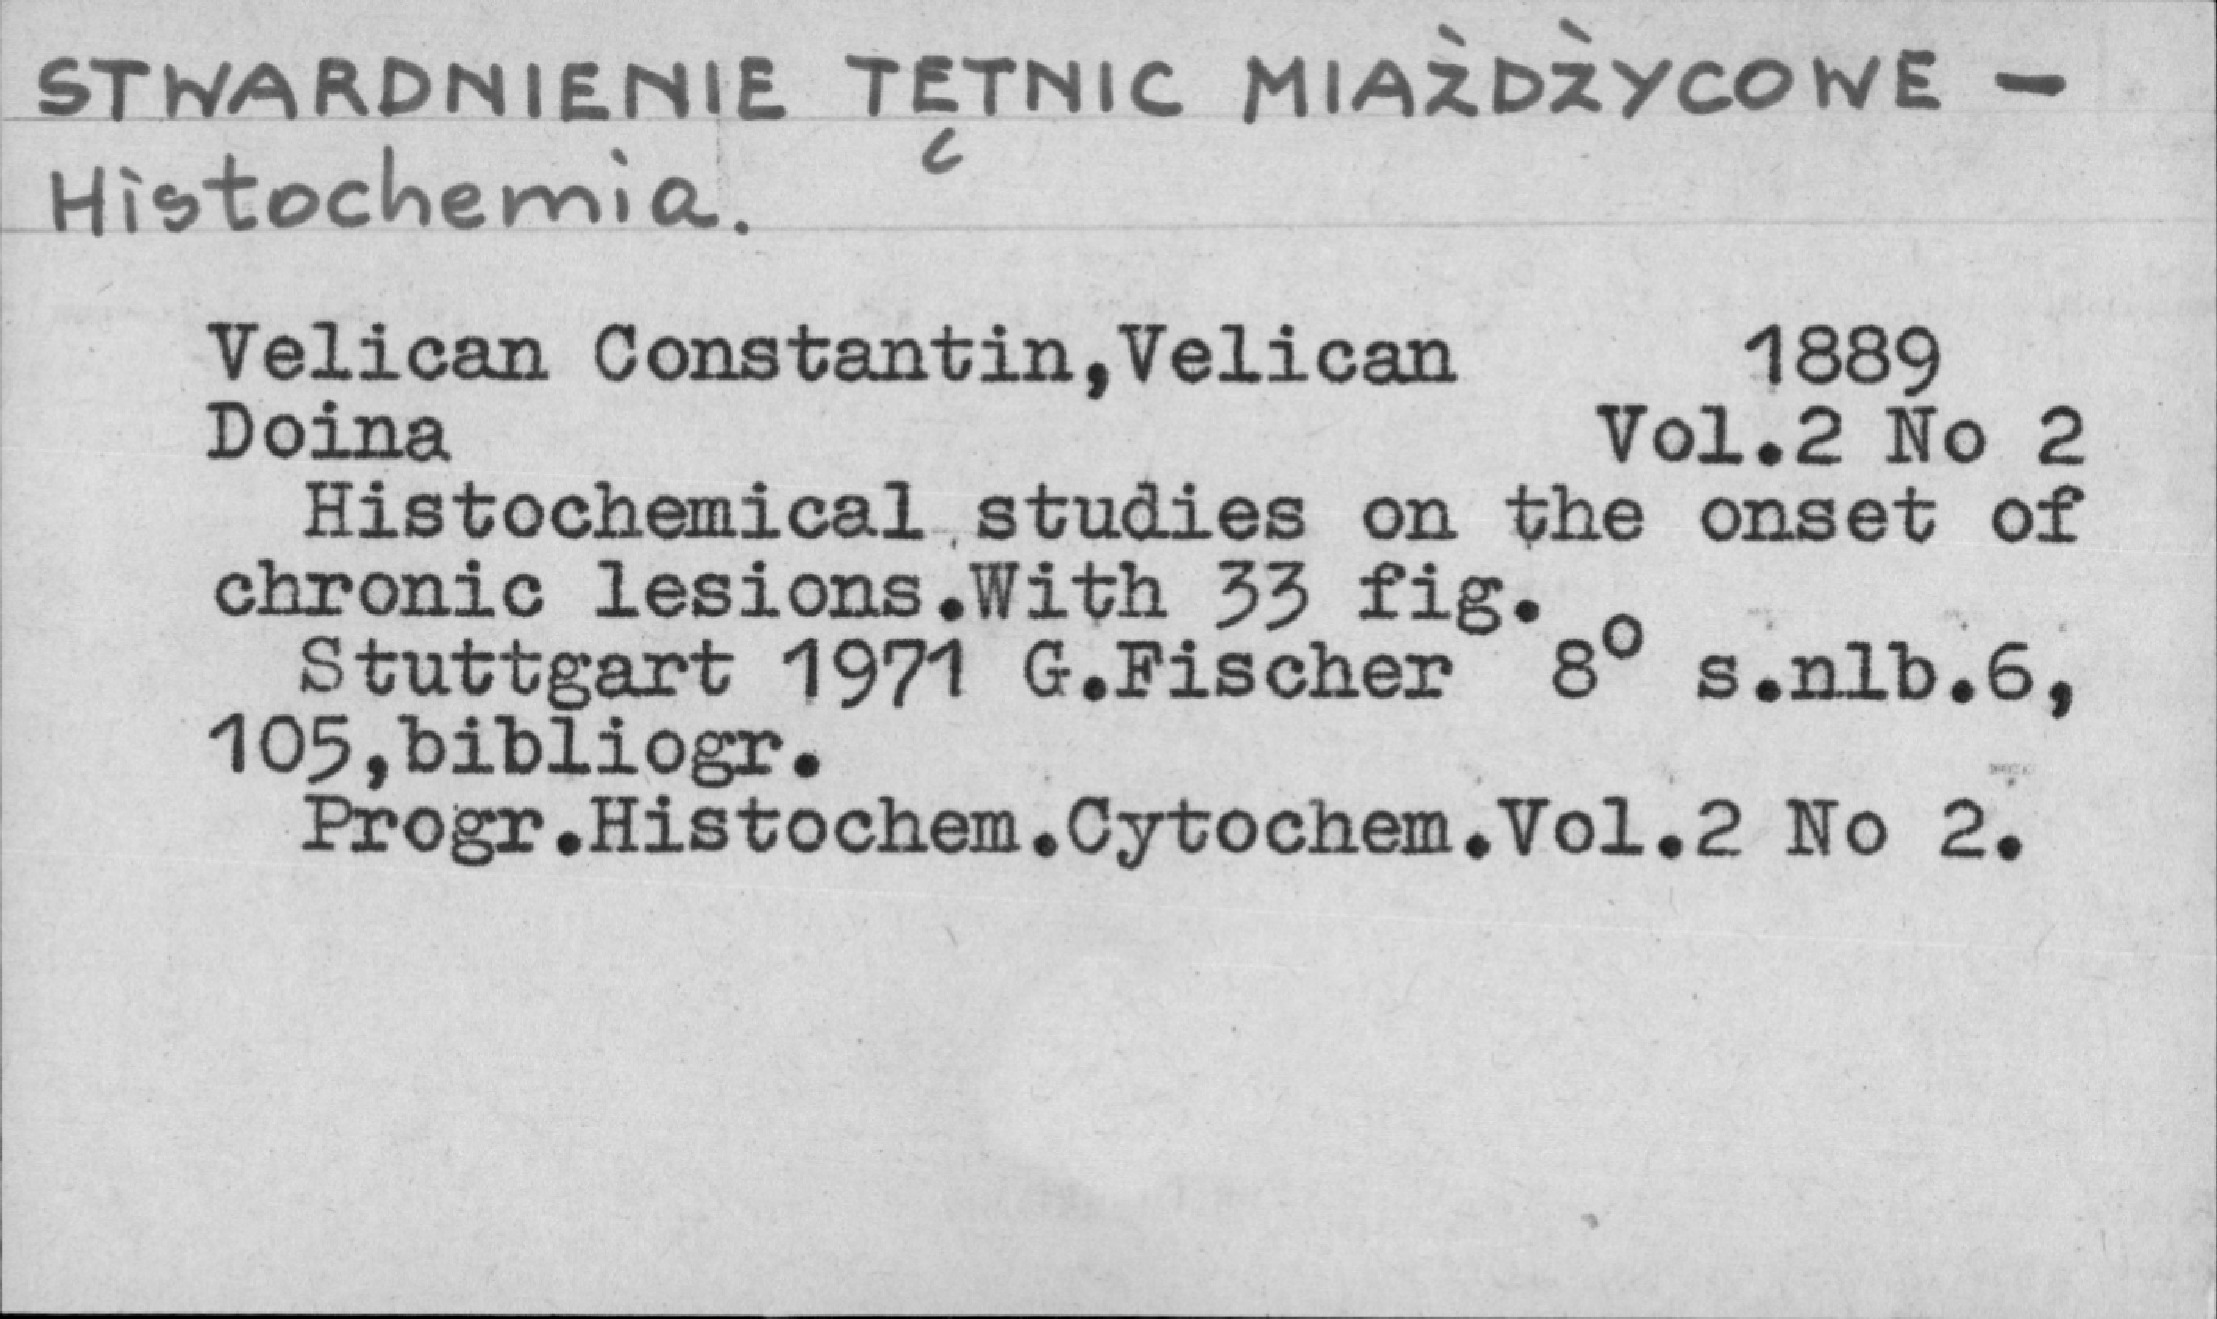 STWARDNIENIE TĘTNIC MIAŻDŻYCOWE –
Histochemia.
Velican Constantin,Velican 1889
Doina Vol.2 No 2
Histochemical studies on the onset of
chronic lesions.With 33 fig.
Stuttgart 1971 G.Fischer 8° s.nlb.6,
105,bibliogr.
Progr.Histochem.Cytochem.Vol.2 No 2.